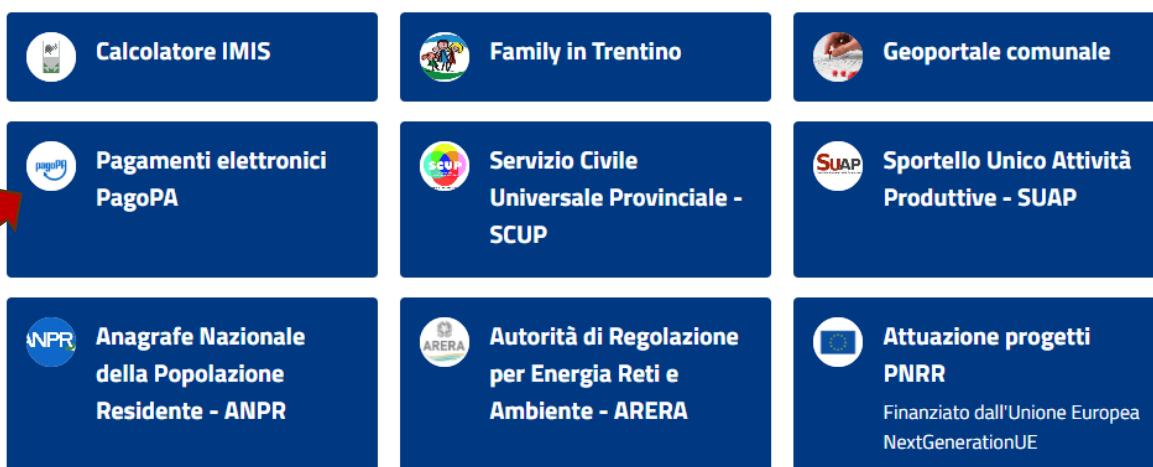 Calcolatore IMIS
Family in Trentino
Geoportale comunale
pagoPA
Pagamenti elettronici
PagoPA
SCUP
Servizio Civile
Universale Provinciale -
SCUP
SUAP
Sportello Unico Attività
Produttive - SUAP
ANPR
Anagrafe Nazionale
della Popolazione
Residente - ANPR
ARERA
Autorità di Regolazione
per Energia Reti e
Ambiente - ARERA
Attuazione progetti
PNRR
Finanziato dall'Unione Europea
NextGenerationUE